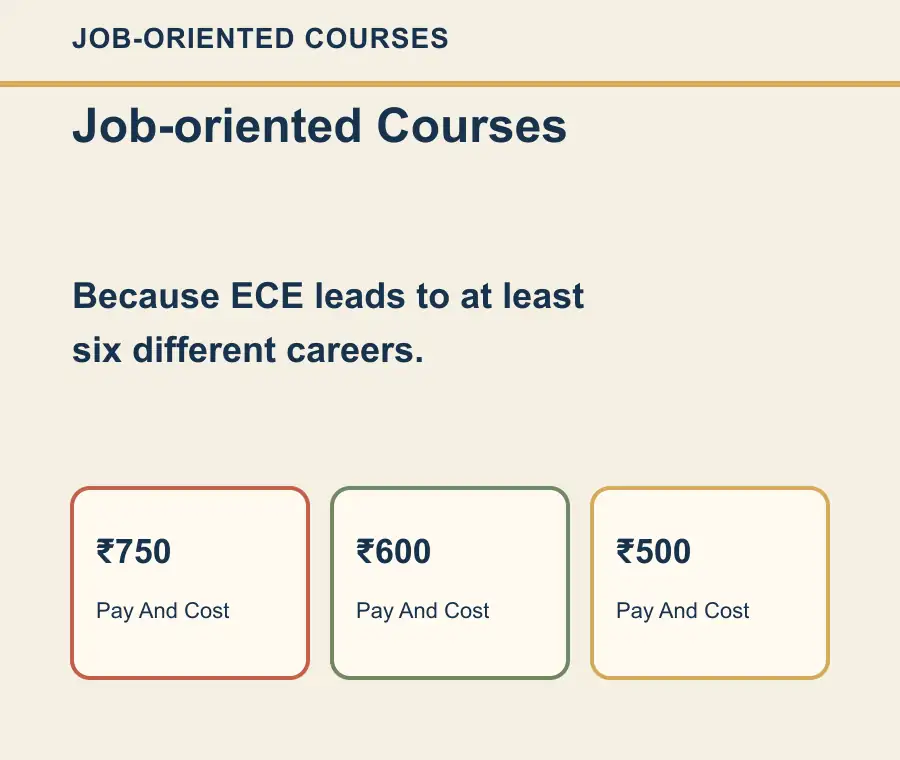 JOB-ORIENTED COURSES
Job-oriented Courses
Because ECE leads to at least
six different careers.
₹750
Pay And Cost
₹600
Pay And Cost
₹500
Pay And Cost